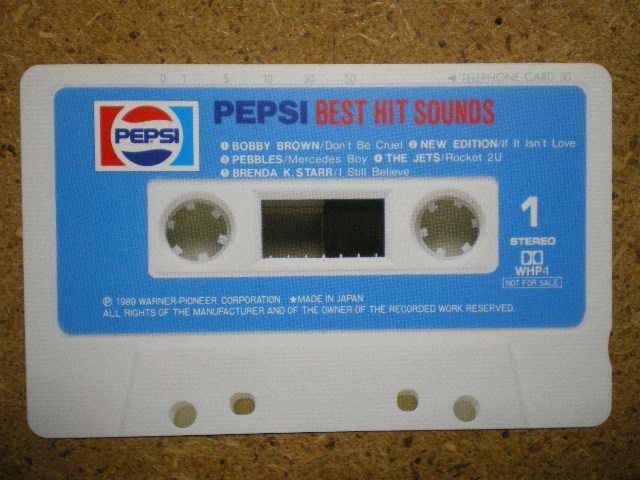 0 1 5 10 30 50 ◀ TELEPHONE CARD 50
PEPSI
PEPSI BEST HIT SOUNDS
❶ BOBBY BROWN/Don't Be Cruel ❷ NEW EDITION/If It Isn't Love
❸ PEBBLES/Mercedes Boy ❹ THE JETS/Rocket 2U
❺ BRENDA K. STARR/I Still Believe
1
STEREO
WHP-1
NOT FOR SALE
Ⓟ 1989 WARNER-PIONEER CORPORATION ★MADE IN JAPAN
ALL RIGHTS OF THE MANUFACTURER AND OF THE OWNER OF THE RECORDED WORK RESERVED.